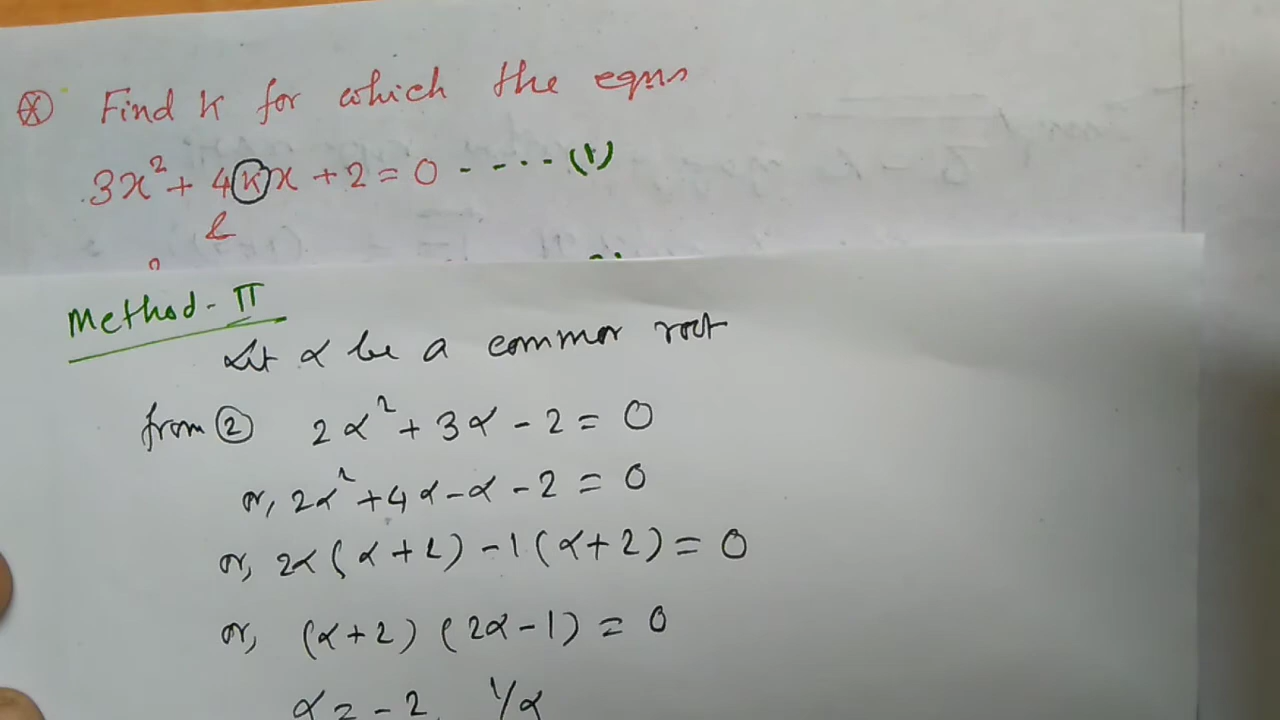 Find k for which the eqns
3x² + 4kx + 2 = 0 - - - - (1)
&
Method-II
Let α be a common root
from ② 2α² + 3α - 2 = 0
or, 2α² + 4α - α - 2 = 0
or, 2α(α + 2) - 1(α + 2) = 0
or, (α + 2) (2α - 1) = 0
α = - 2, 1/α